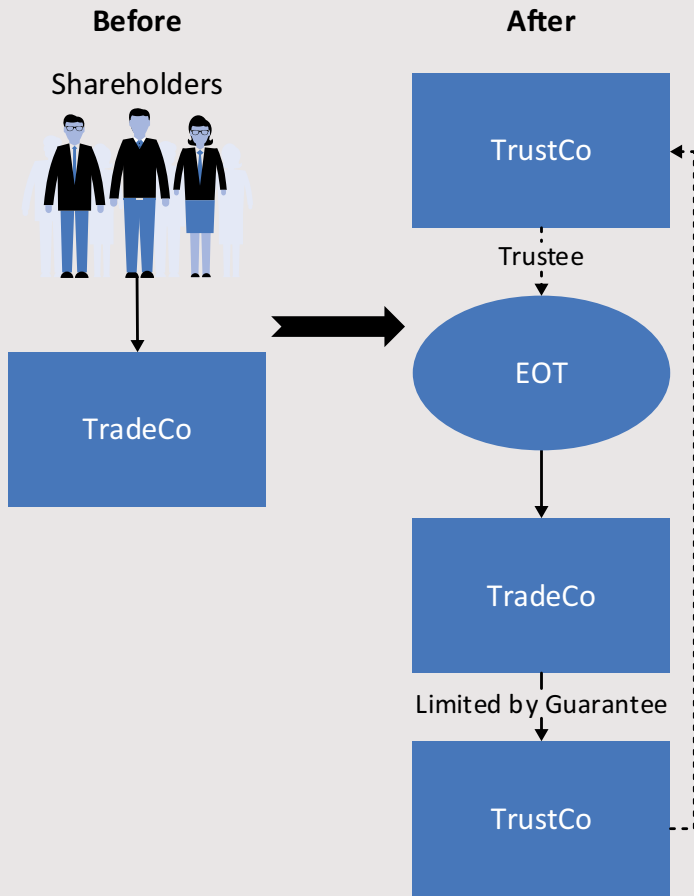 Before
Shareholders
TradeCo
After
TrustCo
Trustee
EOT
TradeCo
Limited by Guarantee
TrustCo